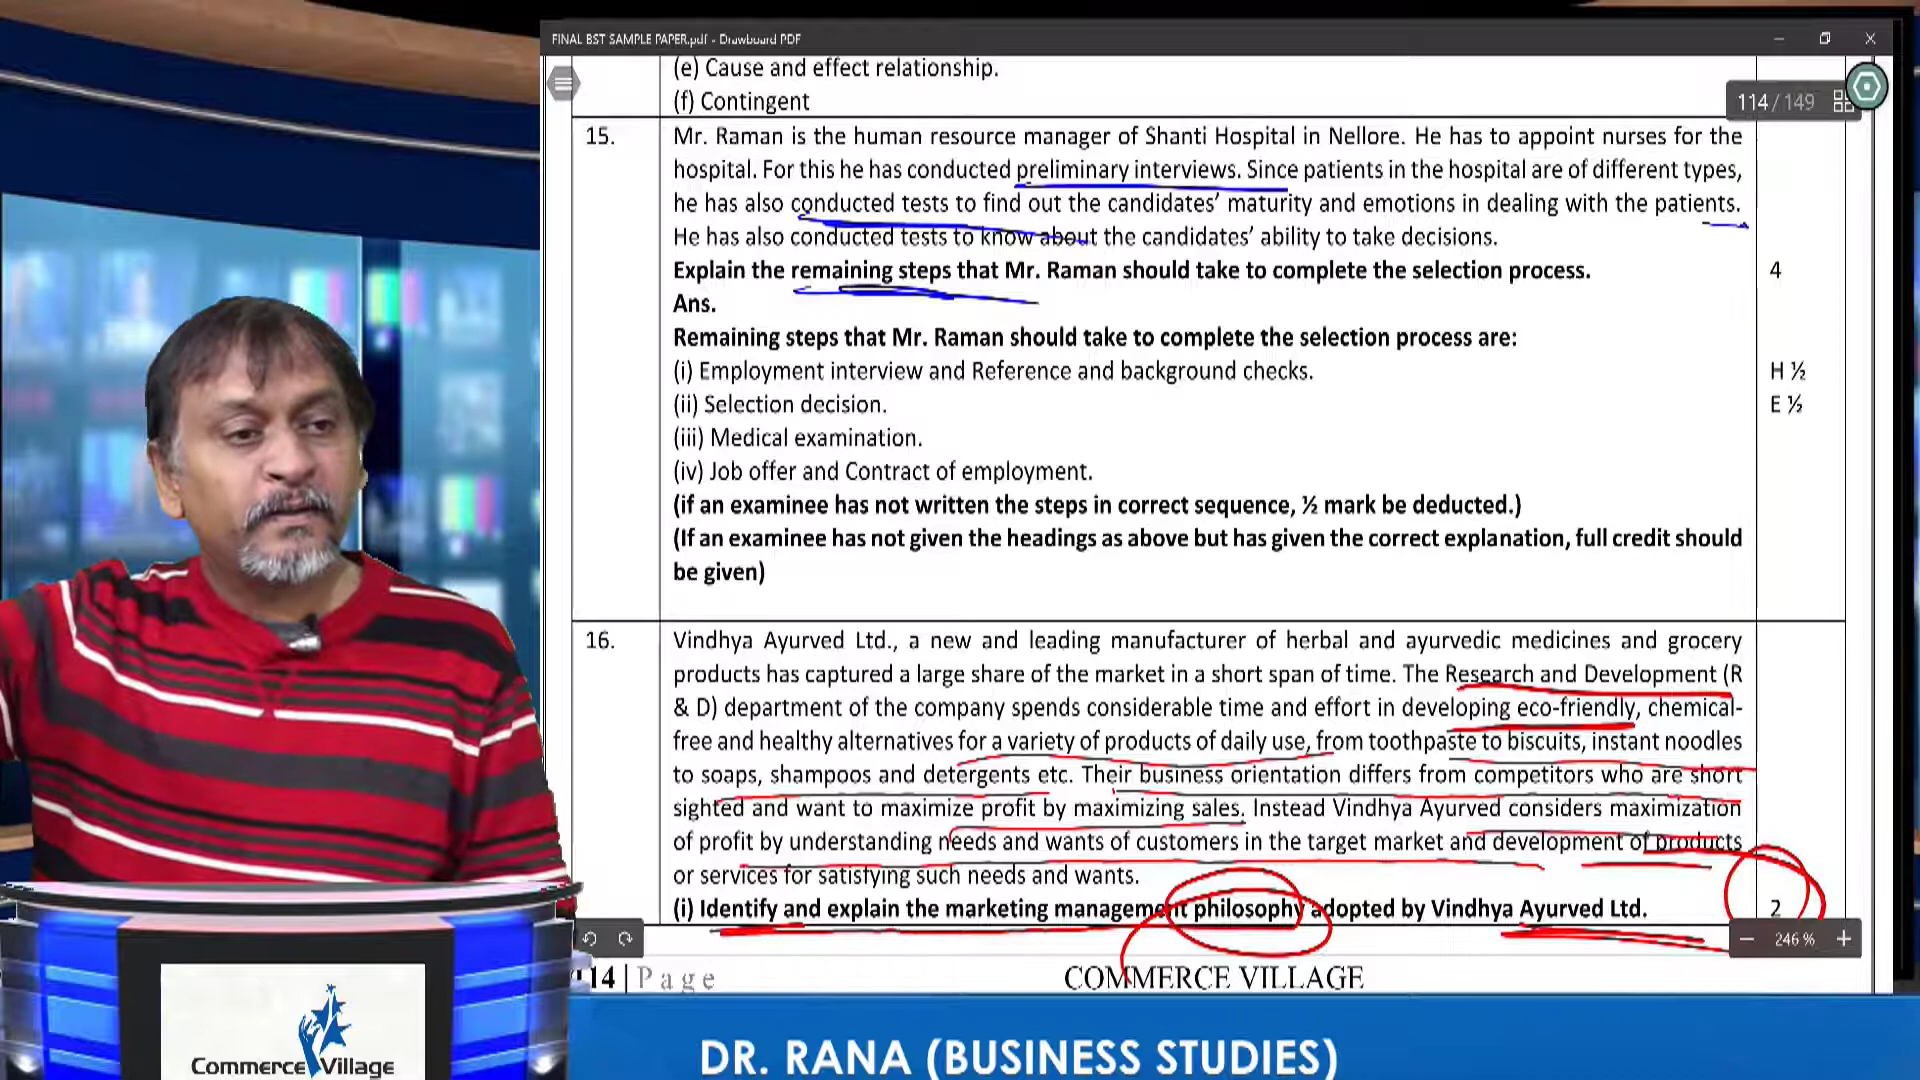 FINAL BST SAMPLE PAPER.pdf - Drawboard PDF
(e) Cause and effect relationship.
(f) Contingent
114 / 149
15.
Mr. Raman is the human resource manager of Shanti Hospital in Nellore. He has to appoint nurses for the
hospital. For this he has conducted preliminary interviews. Since patients in the hospital are of different types,
he has also conducted tests to find out the candidates' maturity and emotions in dealing with the patients.
He has also conducted tests to know about the candidates' ability to take decisions.
Explain the remaining steps that Mr. Raman should take to complete the selection process.
4
Ans.
Remaining steps that Mr. Raman should take to complete the selection process are:
(i) Employment interview and Reference and background checks.
H ½
(ii) Selection decision.
E ½
(iii) Medical examination.
(iv) Job offer and Contract of employment.
(if an examinee has not written the steps in correct sequence, ½ mark be deducted.)
(If an examinee has not given the headings as above but has given the correct explanation, full credit should
be given)
16.
Vindhya Ayurved Ltd., a new and leading manufacturer of herbal and ayurvedic medicines and grocery
products has captured a large share of the market in a short span of time. The Research and Development (R
& D) department of the company spends considerable time and effort in developing eco-friendly, chemical-
free and healthy alternatives for a variety of products of daily use, from toothpaste to biscuits, instant noodles
to soaps, shampoos and detergents etc. Their business orientation differs from competitors who are short
sighted and want to maximize profit by maximizing sales. Instead Vindhya Ayurved considers maximization
of profit by understanding needs and wants of customers in the target market and development of products
or services for satisfying such needs and wants.
(i) Identify and explain the marketing management philosophy adopted by Vindhya Ayurved Ltd.
2
246 %
114 | Page
COMMERCE VILLAGE
Commerce Village
DR. RANA (BUSINESS STUDIES)